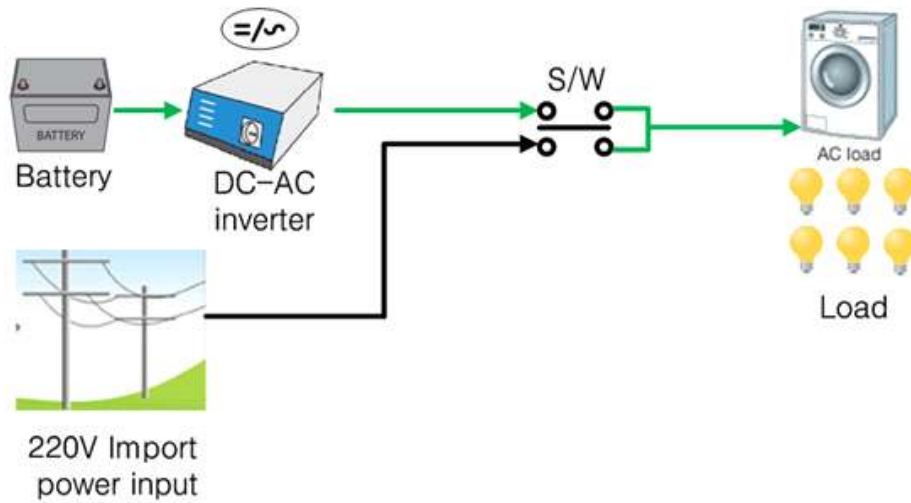 =/∽
S/W
BATTERY
Battery
DC-AC
inverter
AC load
Load
220V Import
power input